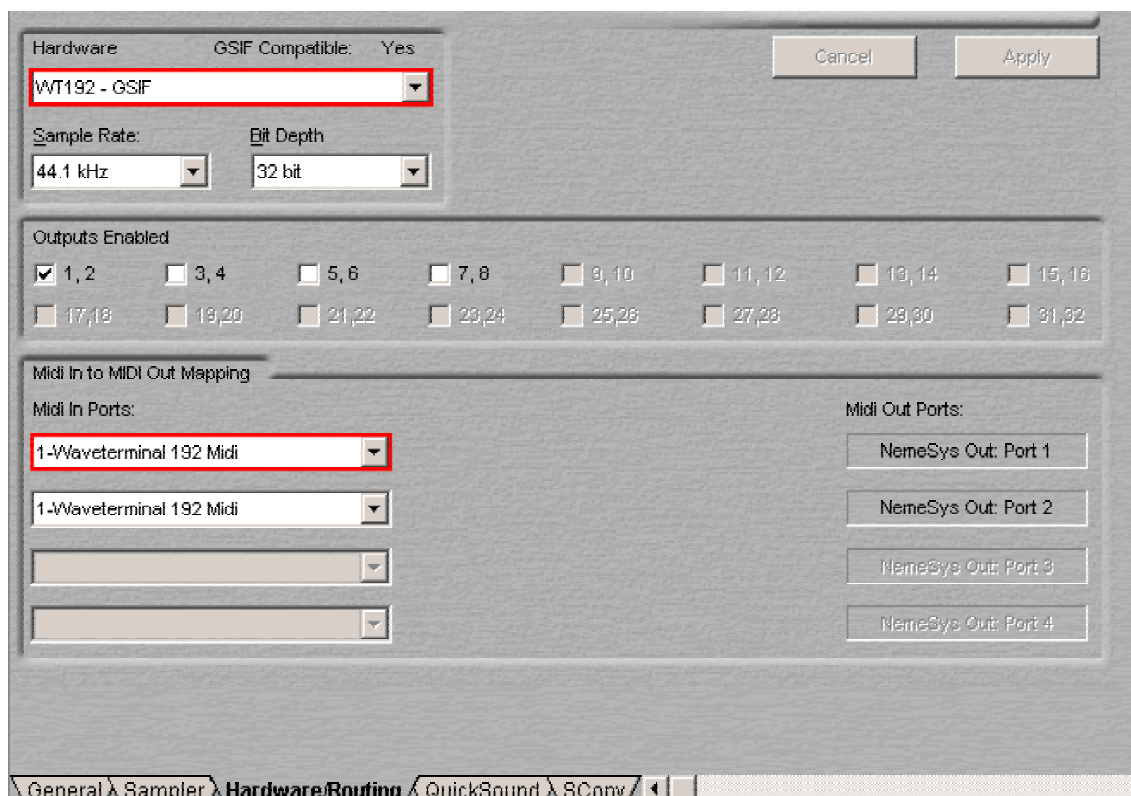 Hardware GSIF Compatible: Yes
Cancel Apply
WT192 - GSIF
Sample Rate: Bit Depth
44.1 kHz 32 bit
Outputs Enabled
1, 2 3, 4 5, 6 7, 8 9, 10 11, 12 13, 14 15, 16
17,18 19,20 21,22 23,24 25,26 27,28 29,30 31,32
Midi In to MIDI Out Mapping
Midi In Ports: Midi Out Ports:
1-Waveterminal 192 Midi NemeSys Out: Port 1
1-Waveterminal 192 Midi NemeSys Out: Port 2
NemeSys Out: Port 3
NemeSys Out: Port 4
General Sampler Hardware/Routing QuickSound SCopy